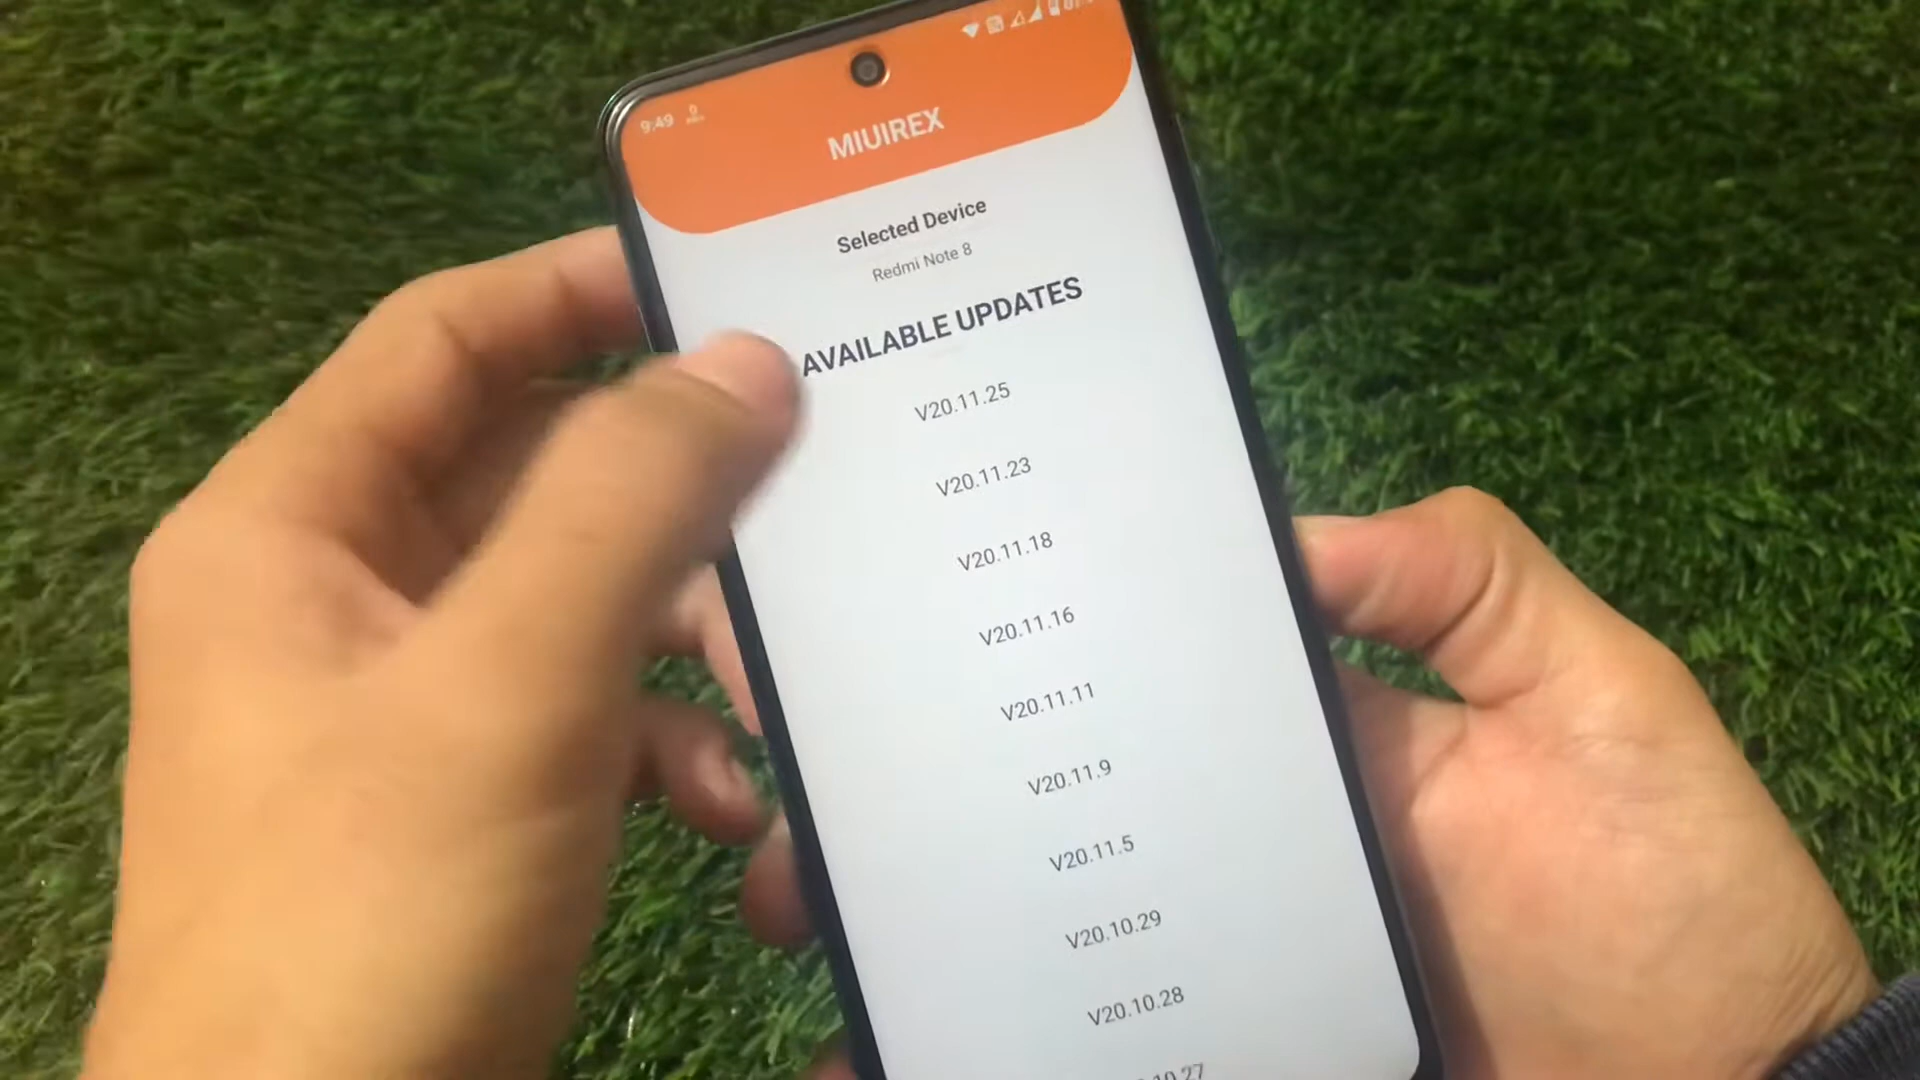 9:49
MIUIREX
Selected Device
Redmi Note 8
AVAILABLE UPDATES
V20.11.25
V20.11.23
V20.11.18
V20.11.16
V20.11.11
V20.11.9
V20.11.5
V20.10.29
V20.10.28